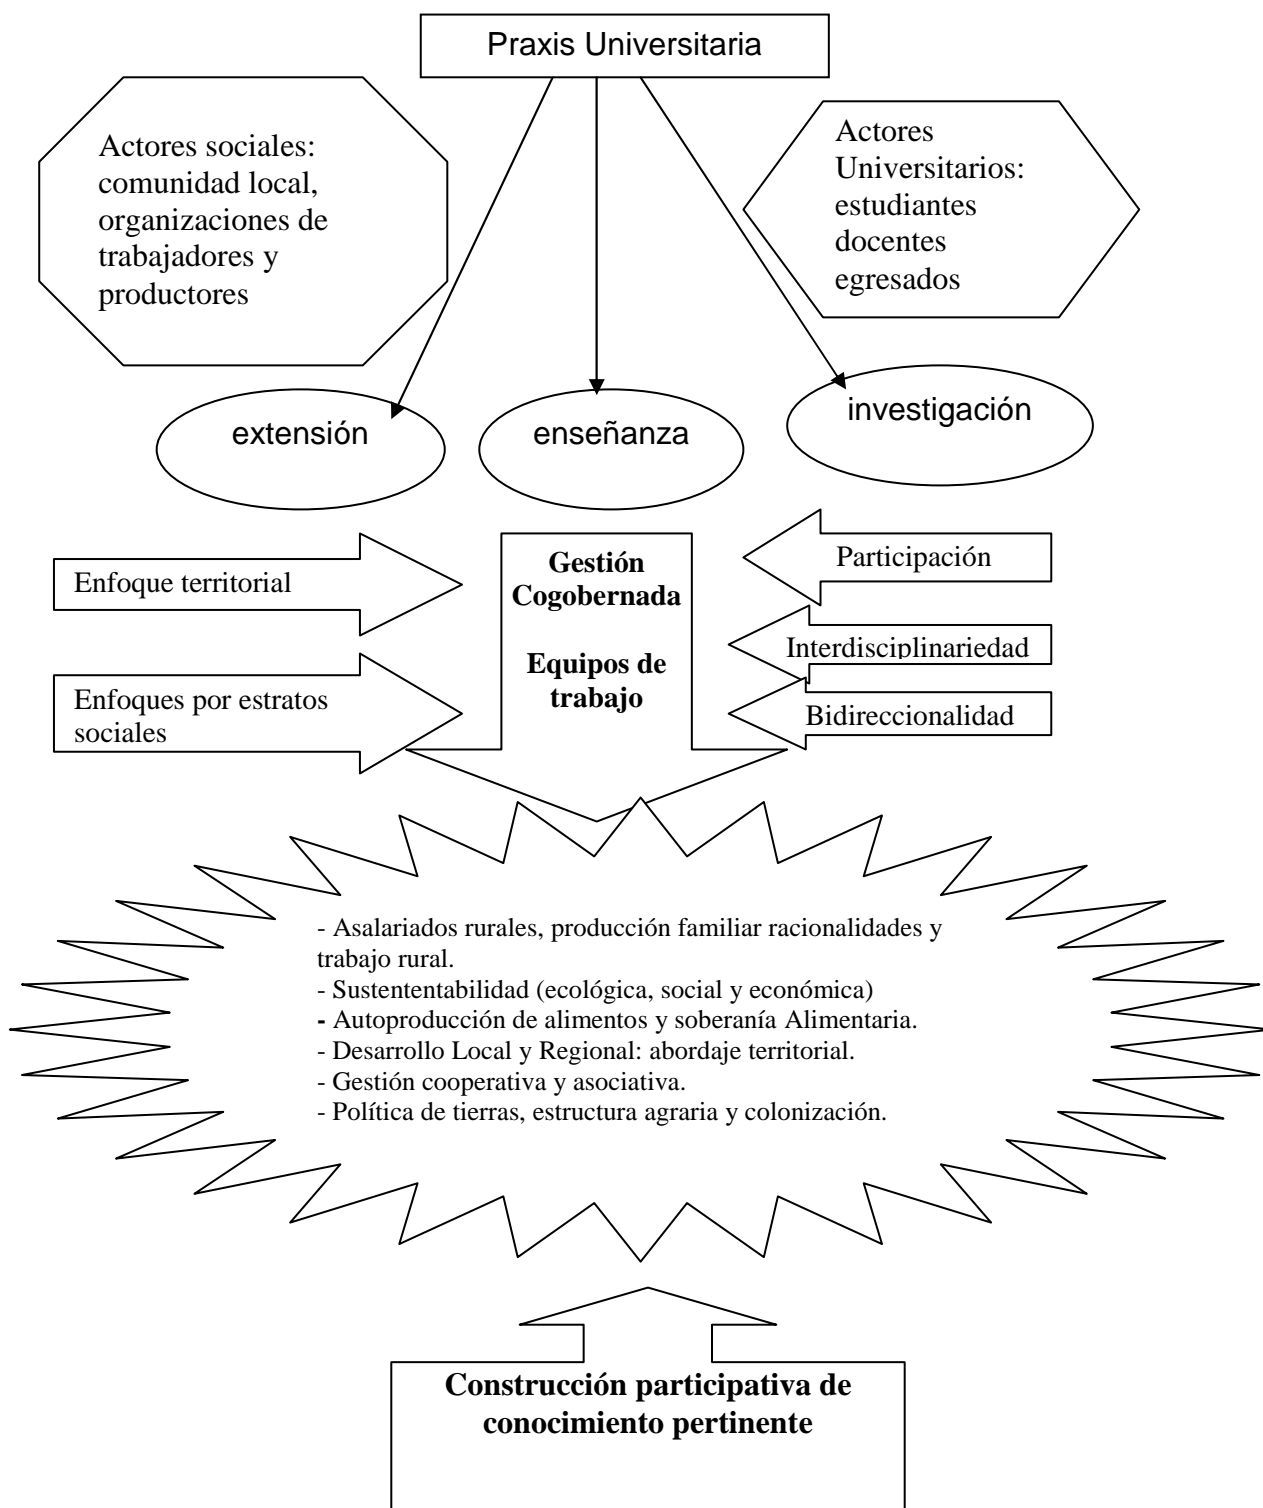 Praxis Universitaria
Actores sociales:
comunidad local,
organizaciones de
trabajadores y
productores
Actores
Universitarios:
estudiantes
docentes
egresados
extensión
enseñanza
investigación
Enfoque territorial
Enfoques por estratos
sociales
Gestión
Cogobernada
Equipos de
trabajo
Participación
Interdisciplinariedad
Bidireccionalidad
- Asalariados rurales, producción familiar racionalidades y
trabajo rural.
- Sustententabilidad (ecológica, social y económica)
- Autoproducción de alimentos y soberanía Alimentaria.
- Desarrollo Local y Regional: abordaje territorial.
- Gestión cooperativa y asociativa.
- Política de tierras, estructura agraria y colonización.
Construcción participativa de
conocimiento pertinente